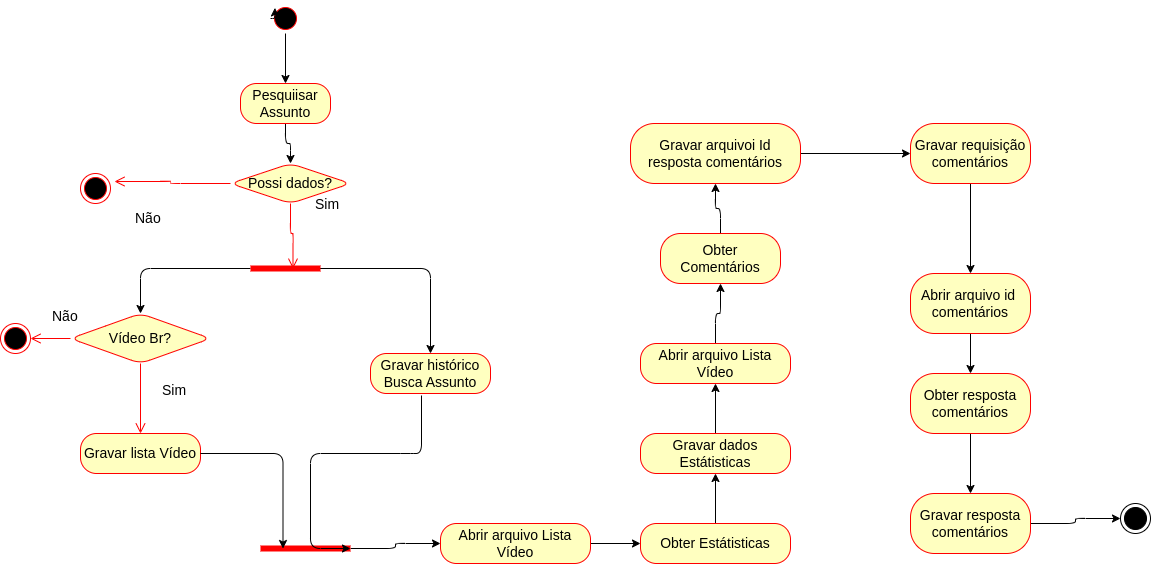 Pesquiisar
Assunto
Possi dados?
Sim
Não
Não
Vídeo Br?
Sim
Gravar histórico
Busca Assunto
Gravar lista Vídeo
Abrir arquivo Lista
Vídeo
Obter Estátisticas
Gravar dados
Estátisticas
Abrir arquivo Lista
Vídeo
Obter
Comentários
Gravar arquivoi Id
resposta comentários
Gravar requisição
comentários
Abrir arquivo id
comentários
Obter resposta
comentários
Gravar resposta
comentários